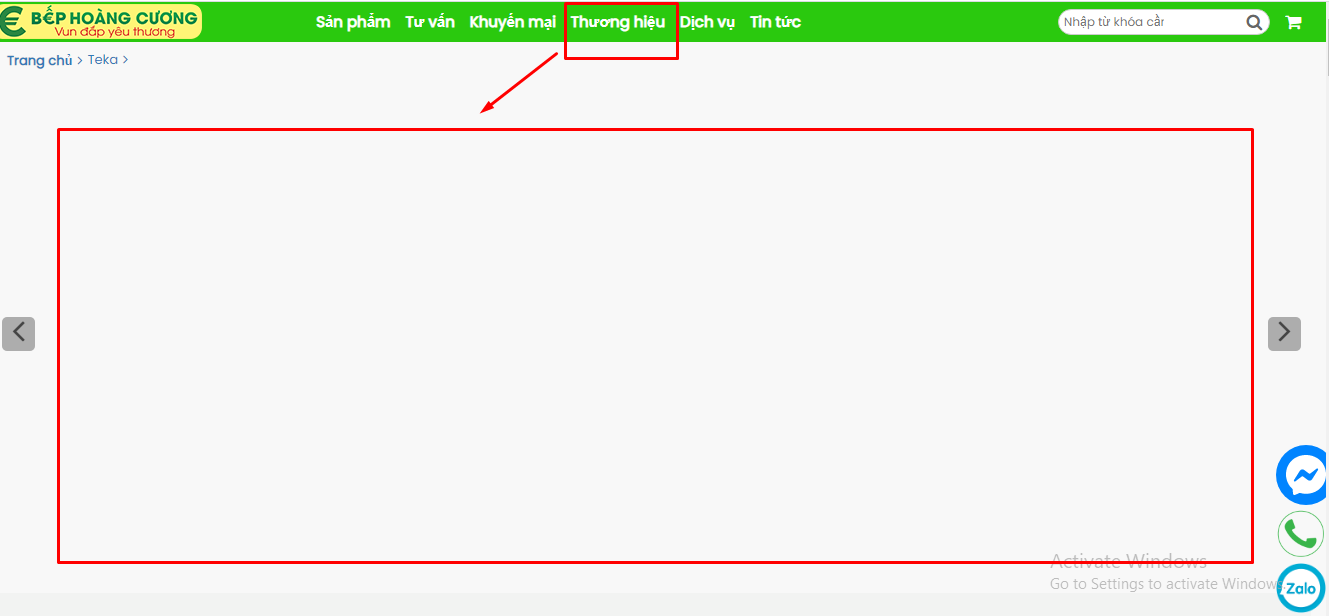 BẾP HOÀNG CƯƠNG
Vun đắp yêu thương
Sản phẩm Tư vấn Khuyến mại Thương hiệu Dịch vụ Tin tức
Nhập từ khóa cần
Trang chủ > Teka >
Activate Windows
Go to Settings to activate Windows.
Zalo